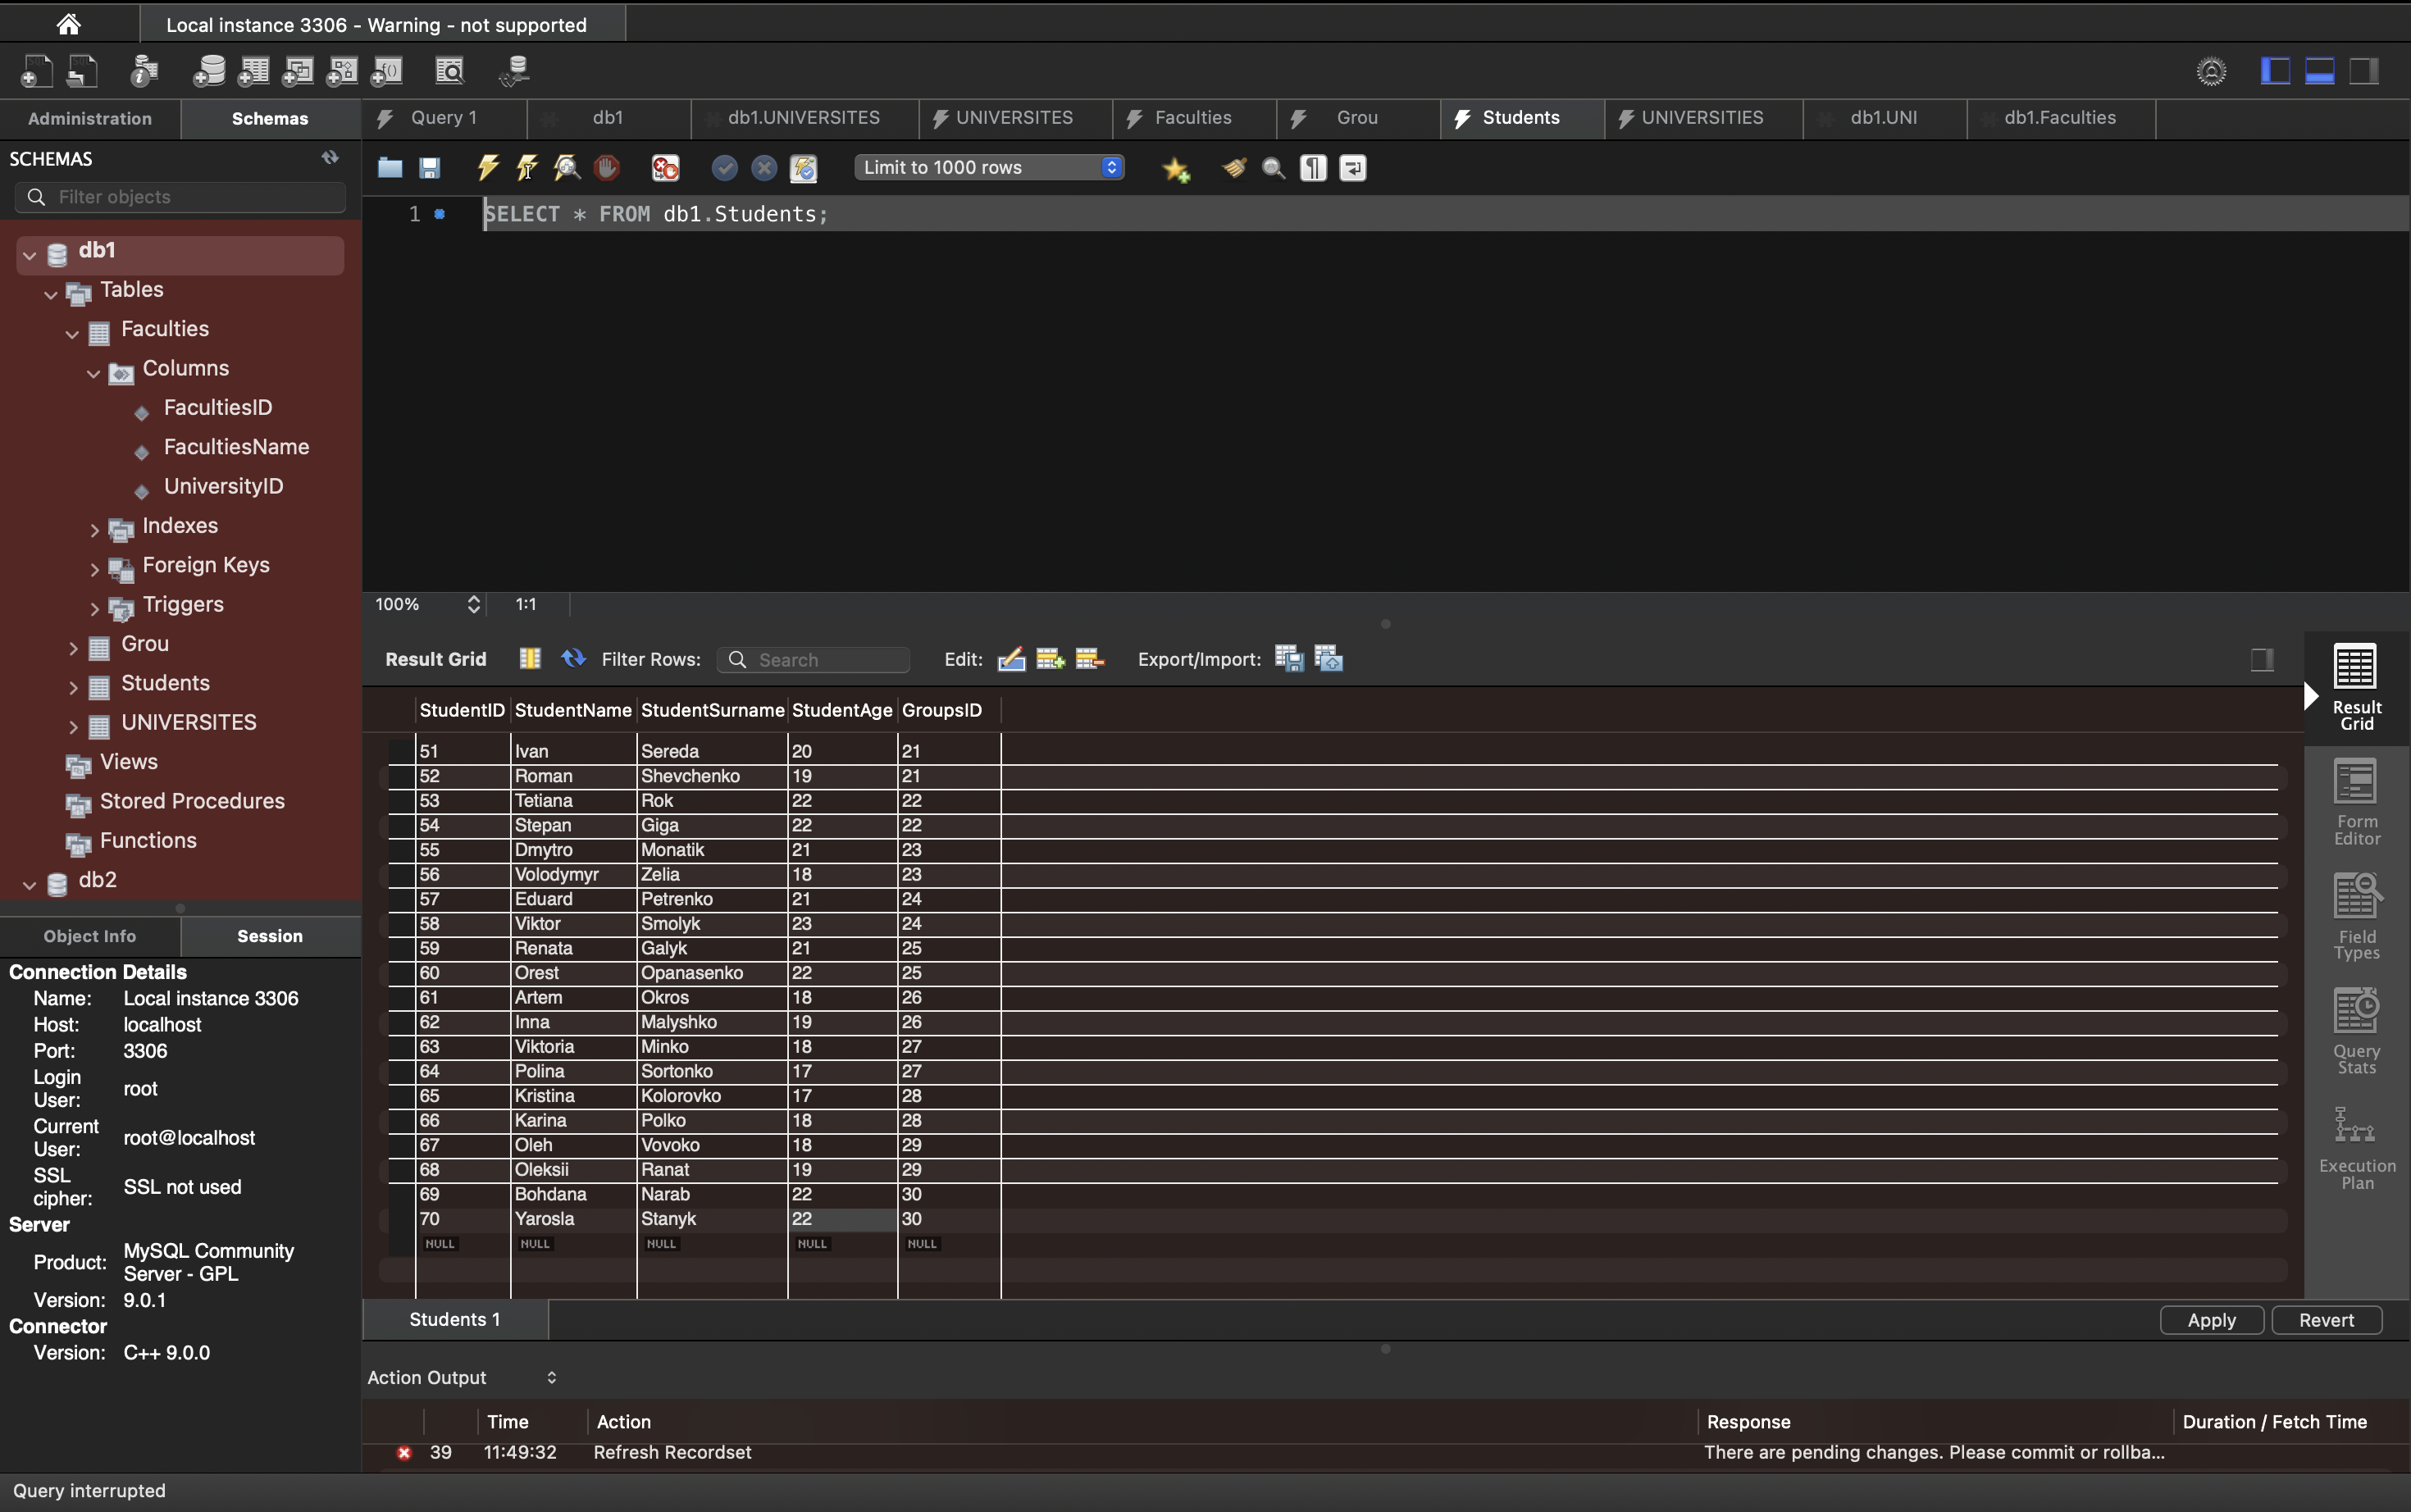 Local instance 3306 - Warning - not supported
Administration Schemas Query 1 db1 db1.UNIVERSITES UNIVERSITES Faculties Grou Students UNIVERSITIES db1.UNI db1.Faculties
SCHEMAS
Filter objects
Limit to 1000 rows
1 SELECT * FROM db1.Students;
db1
Tables
Faculties
Columns
FacultiesID
FacultiesName
UniversityID
Indexes
Foreign Keys
Triggers
Grou
Students
UNIVERSITES
Views
Stored Procedures
Functions
db2
Object Info Session
Connection Details
Name: Local instance 3306
Host: localhost
Port: 3306
Login User: root
Current User: root@localhost
SSL cipher: SSL not used
Server
Product: MySQL Community Server - GPL
Version: 9.0.1
Connector
Version: C++ 9.0.0
100% 1:1
Result Grid Filter Rows: Search Edit: Export/Import:
StudentID StudentName StudentSurname StudentAge GroupsID
51 Ivan Sereda 20 21
52 Roman Shevchenko 19 21
53 Tetiana Rok 22 22
54 Stepan Giga 22 22
55 Dmytro Monatik 21 23
56 Volodymyr Zelia 18 23
57 Eduard Petrenko 21 24
58 Viktor Smolyk 23 24
59 Renata Galyk 21 25
60 Orest Opanasenko 22 25
61 Artem Okros 18 26
62 Inna Malyshko 19 26
63 Viktoria Minko 18 27
64 Polina Sortonko 17 27
65 Kristina Kolorovko 17 28
66 Karina Polko 18 28
67 Oleh Vovoko 18 29
68 Oleksii Ranat 19 29
69 Bohdana Narab 22 30
70 Yarosla Stanyk 22 30
NULL NULL NULL NULL NULL
Result Grid
Form Editor
Field Types
Query Stats
Execution Plan
Students 1 Apply Revert
Action Output
Time Action Response Duration / Fetch Time
39 11:49:32 Refresh Recordset There are pending changes. Please commit or rollba...
Query interrupted